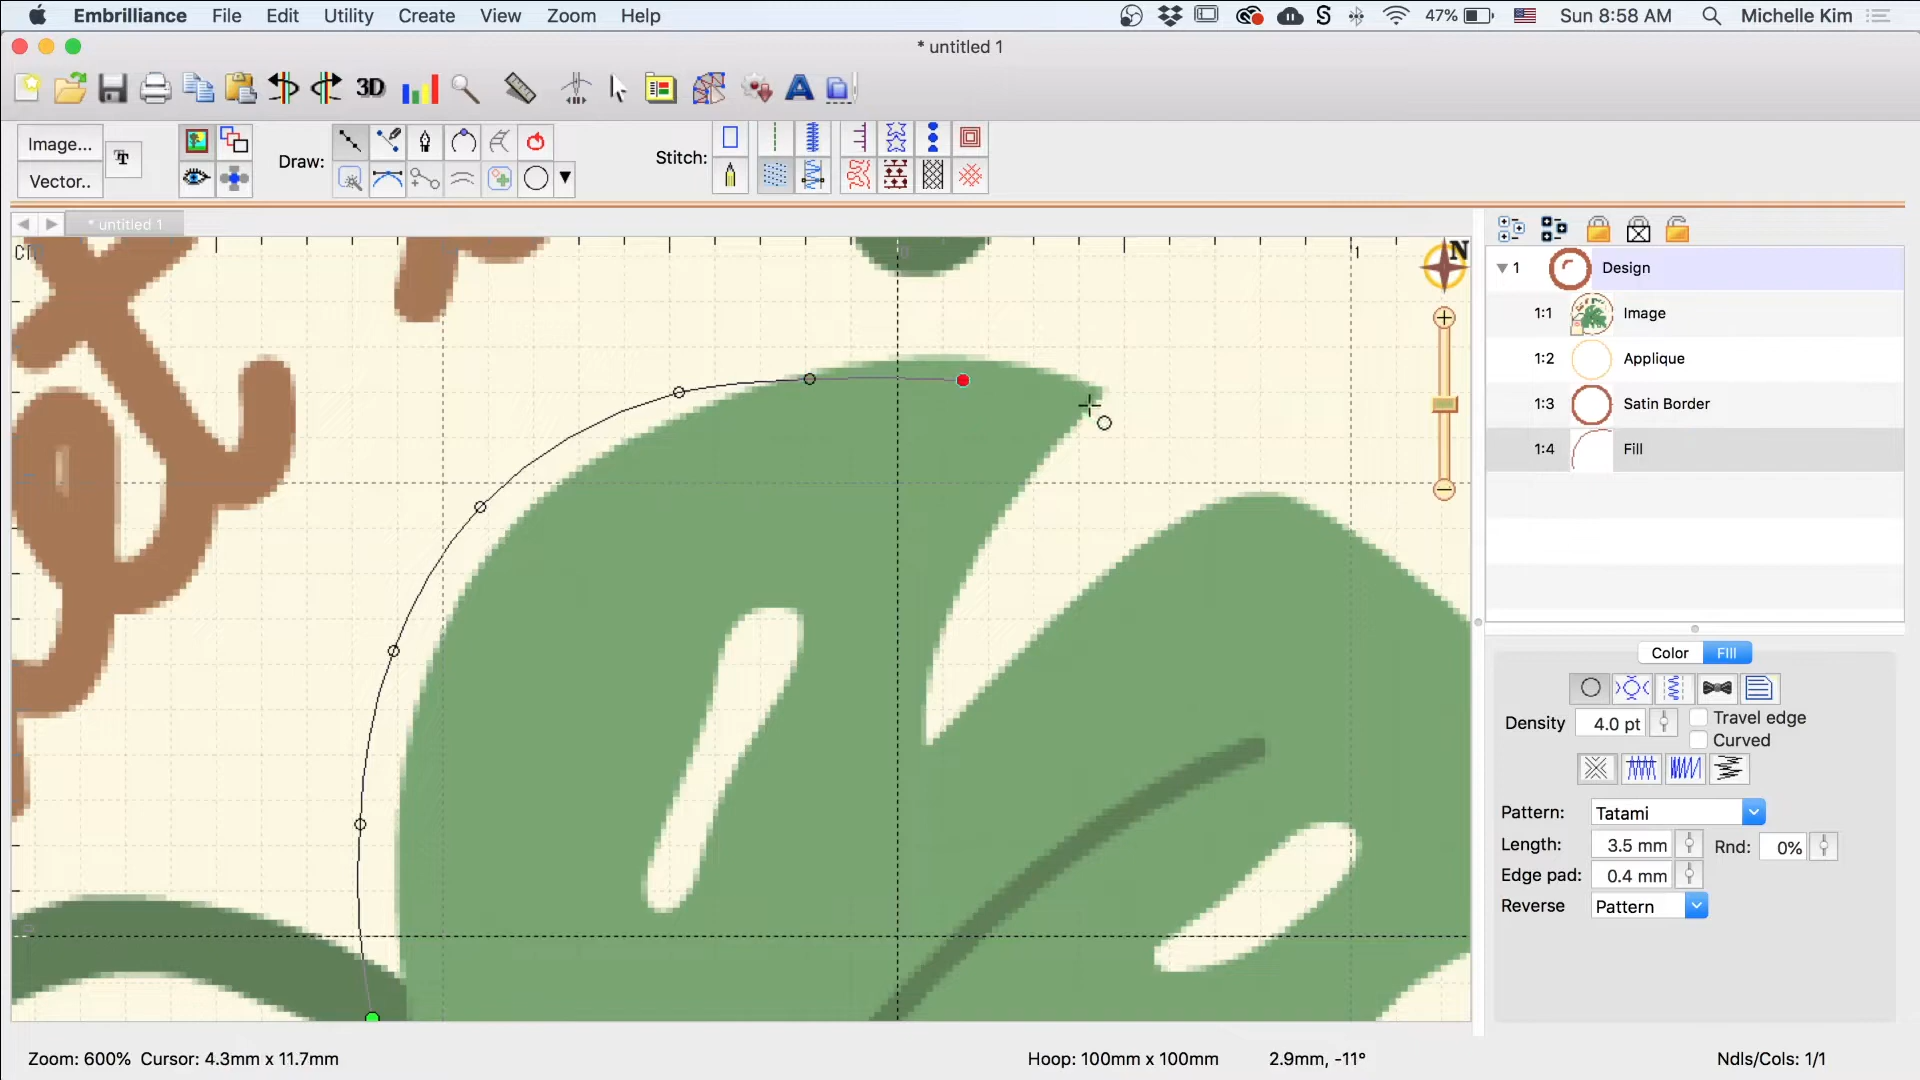 Embrilliance File Edit Utility Create View Zoom Help 47% Sun 8:58 AM Michelle Kim
* untitled 1
3D
Image... Draw: Stitch:
Vector..
* untitled 1
1
N
1 Design
1:1 Image
1:2 Applique
1:3 Satin Border
1:4 Fill
Color Fill
Density 4.0 pt Travel edge
Curved
Pattern: Tatami
Length: 3.5 mm Rnd: 0%
Edge pad: 0.4 mm
Reverse Pattern
Zoom: 600% Cursor: 4.3mm x 11.7mm Hoop: 100mm x 100mm 2.9mm, -11° Ndls/Cols: 1/1